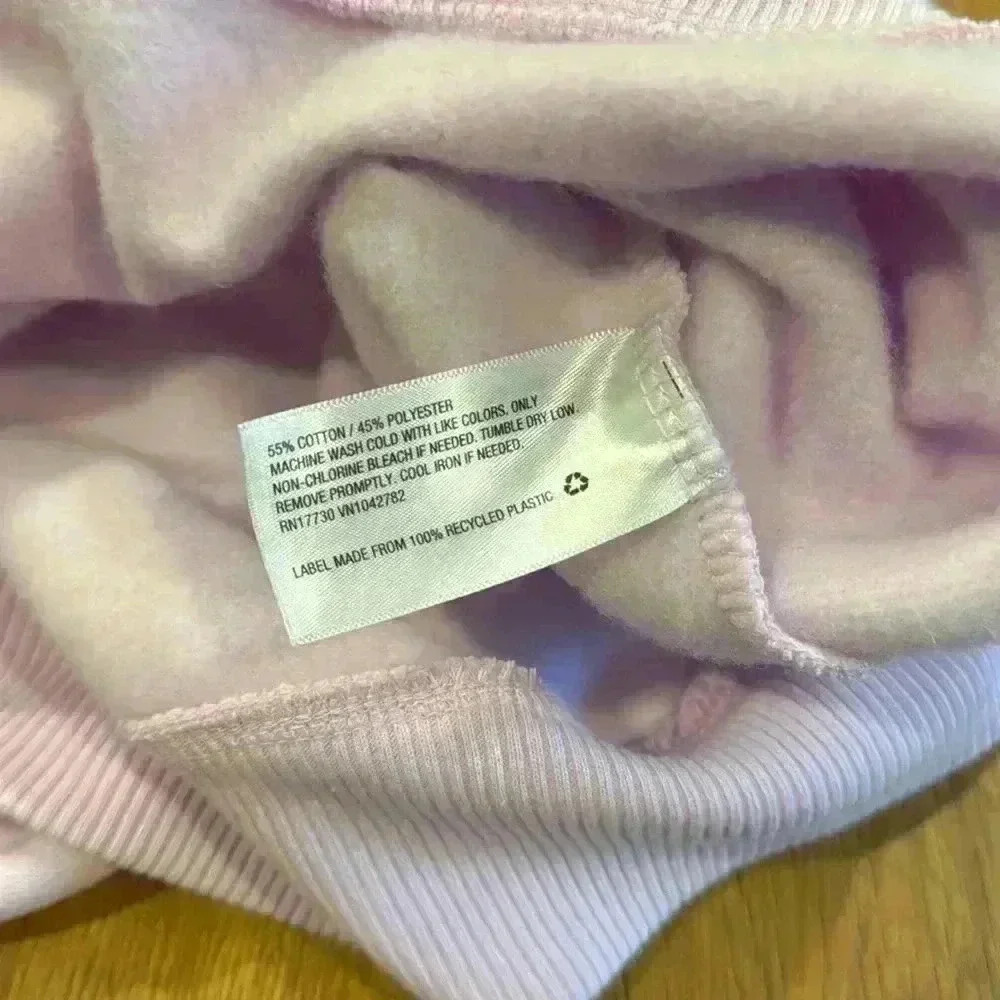 55% COTTON / 45% POLYESTER
MACHINE WASH COLD WITH LIKE COLORS. ONLY
NON-CHLORINE BLEACH IF NEEDED. TUMBLE DRY LOW.
REMOVE PROMPTLY. COOL IRON IF NEEDED.
RN17730 VN1042782
LABEL MADE FROM 100% RECYCLED PLASTIC